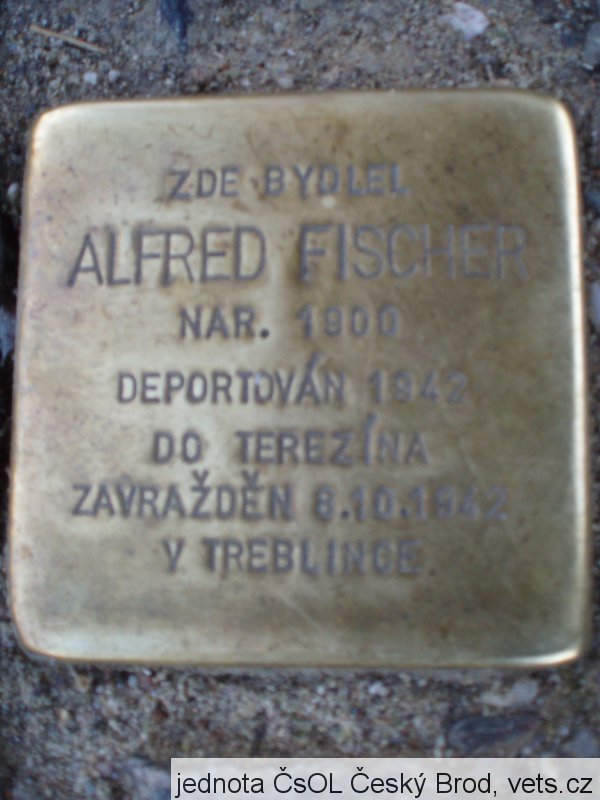 ZDE BYDLEL
ALFRED FISCHER
NAR. 1900
DEPORTOVÁN 1942
DO TEREZÍNA
ZAVRAŽDĚN 8.10.1942
V TREBLINCE
jednota ČsOL Český Brod, vets.cz